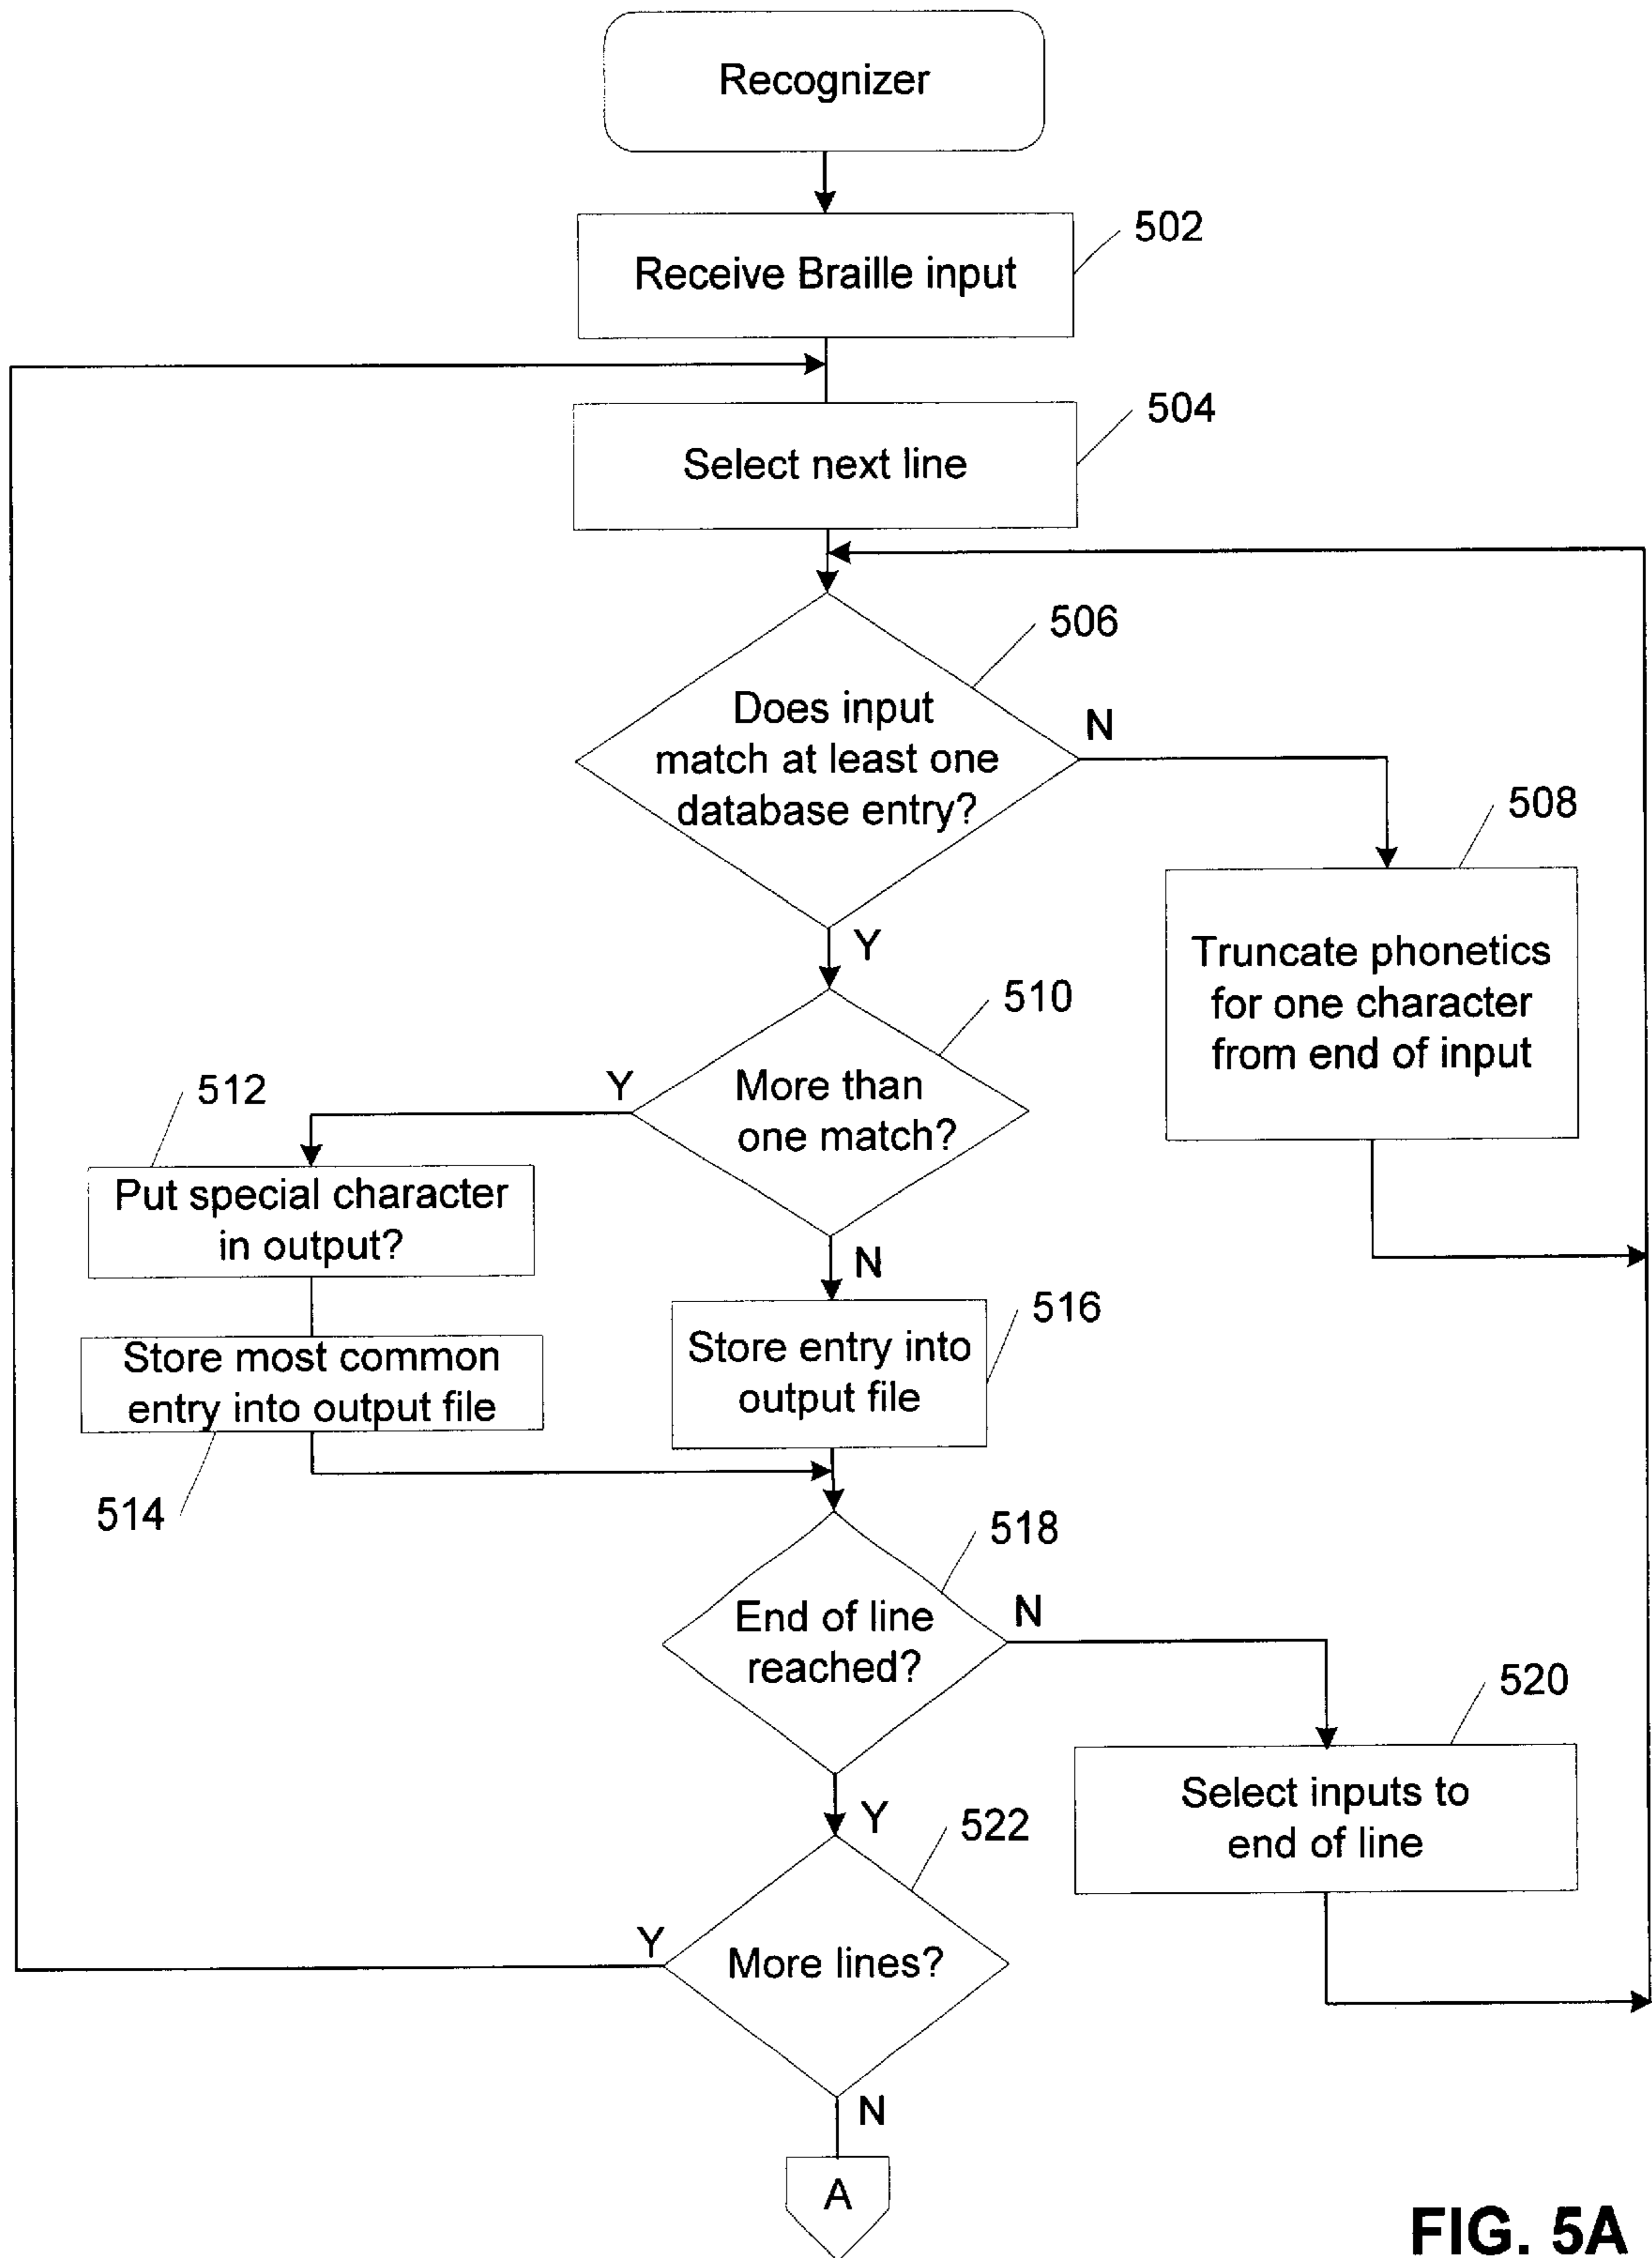 Recognizer
502
Receive Braille input
504
Select next line
506
Does input
match at least one
database entry?
N
508
Truncate phonetics
for one character
from end of input
Y
510
More than
one match?
Y
512
Put special character
in output?
N
516
Store entry into
output file
Store most common
entry into output file
514
518
End of line
reached?
N
520
Select inputs to
end of line
Y
522
More lines?
Y
N
A
FIG. 5A